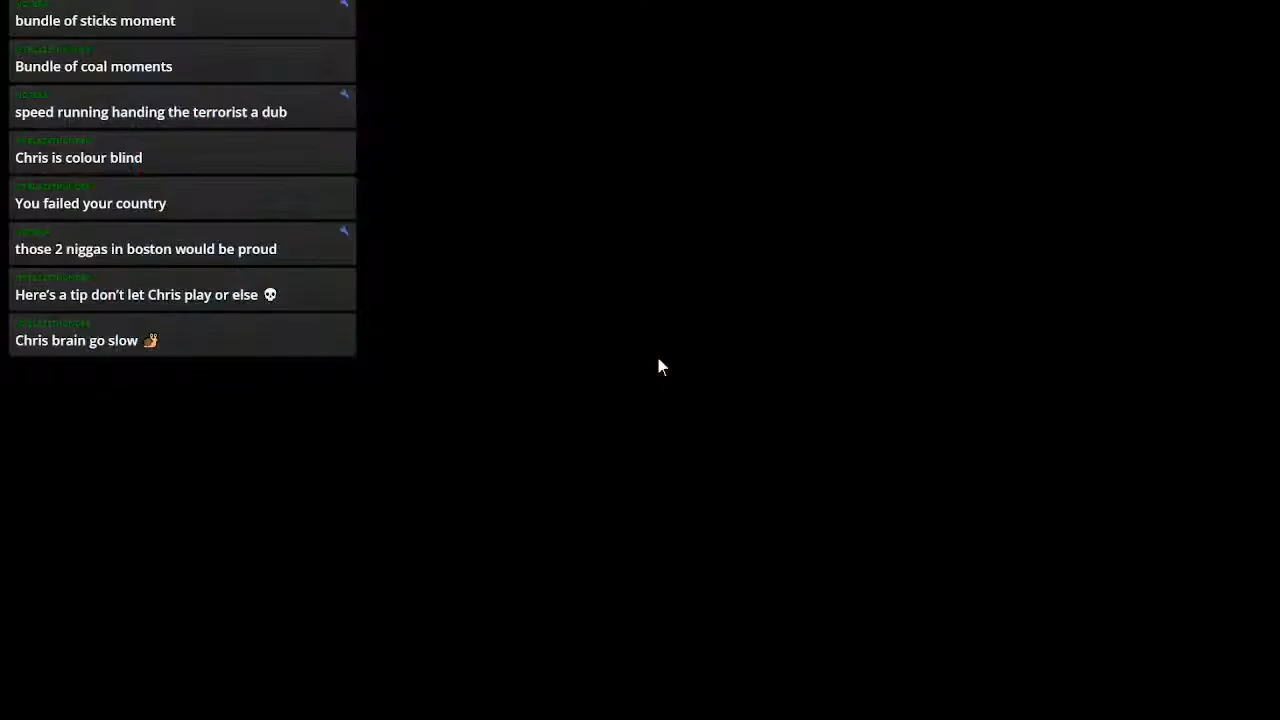 bundle of sticks moment
Bundle of coal moments
speed running handing the terrorist a dub
Chris is colour blind
You failed your country
those 2 niggas in boston would be proud
Here's a tip don't let Chris play or else 💀
Chris brain go slow 🐌